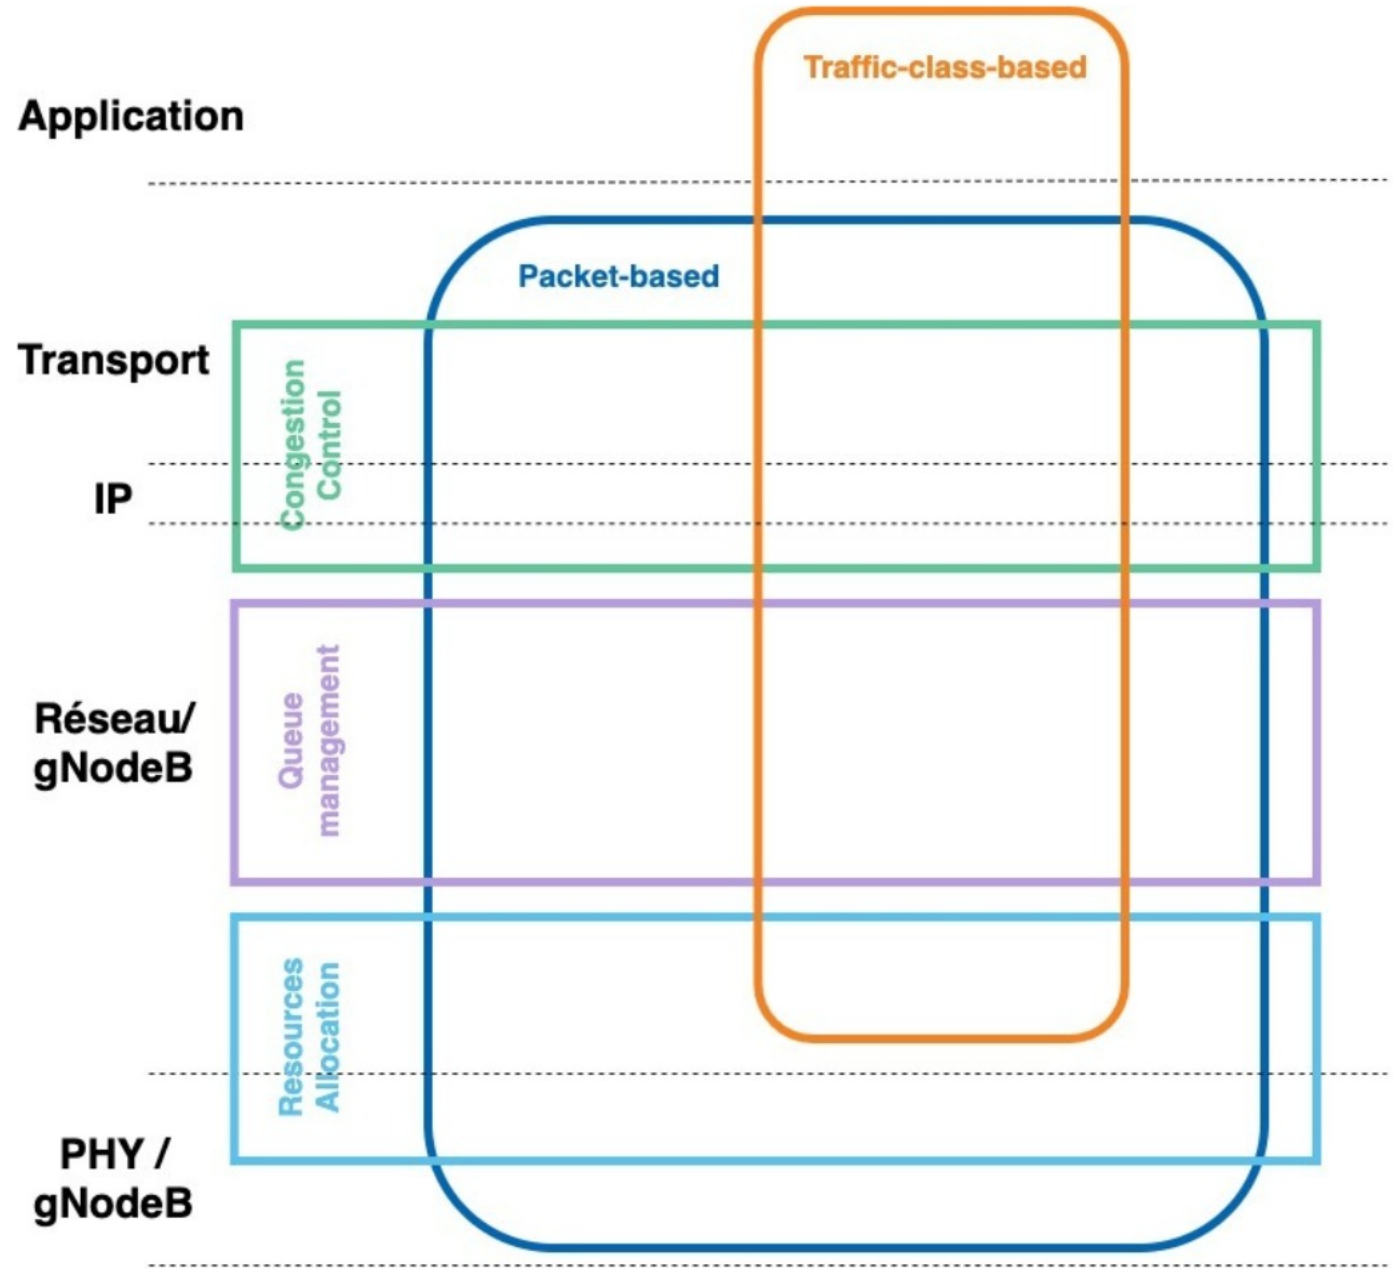 Traffic-class-based
Application
Packet-based
Transport
Congestion
Control
IP
Réseau/
gNodeB
Queue
management
Resources
Allocation
PHY /
gNodeB